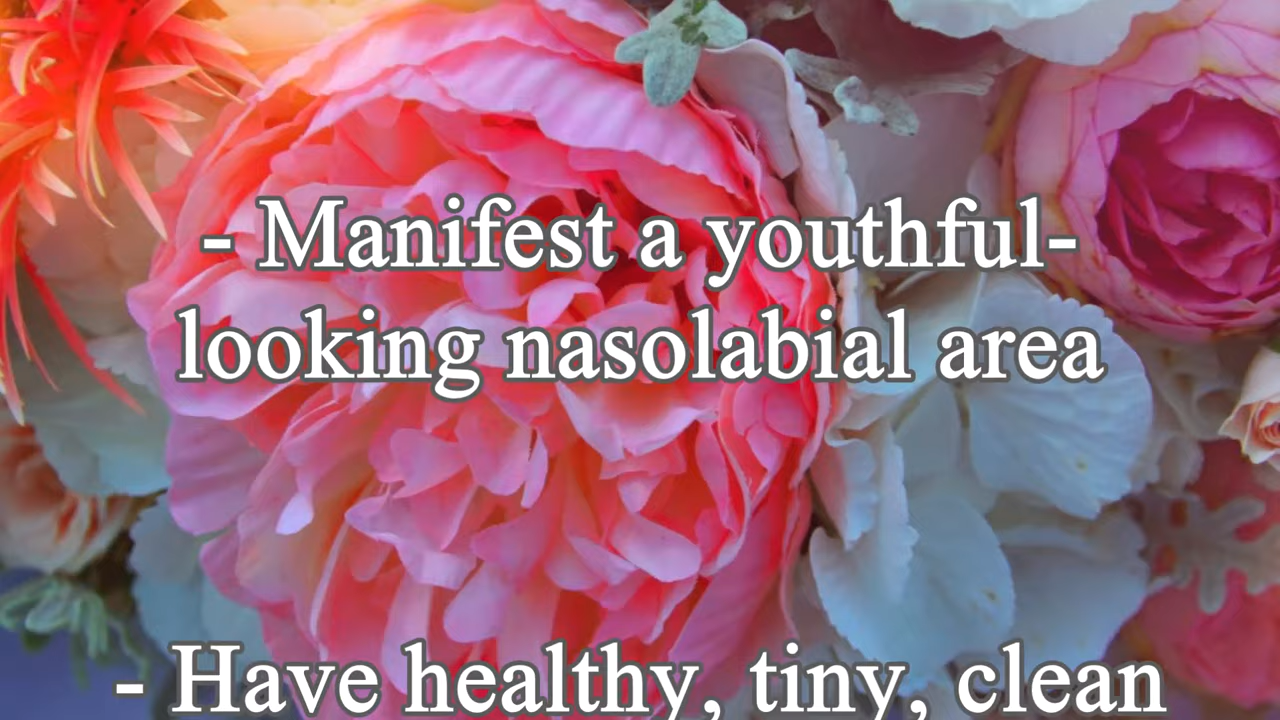 - Manifest a youthful-
looking nasolabial area
- Have healthy, tiny, clean